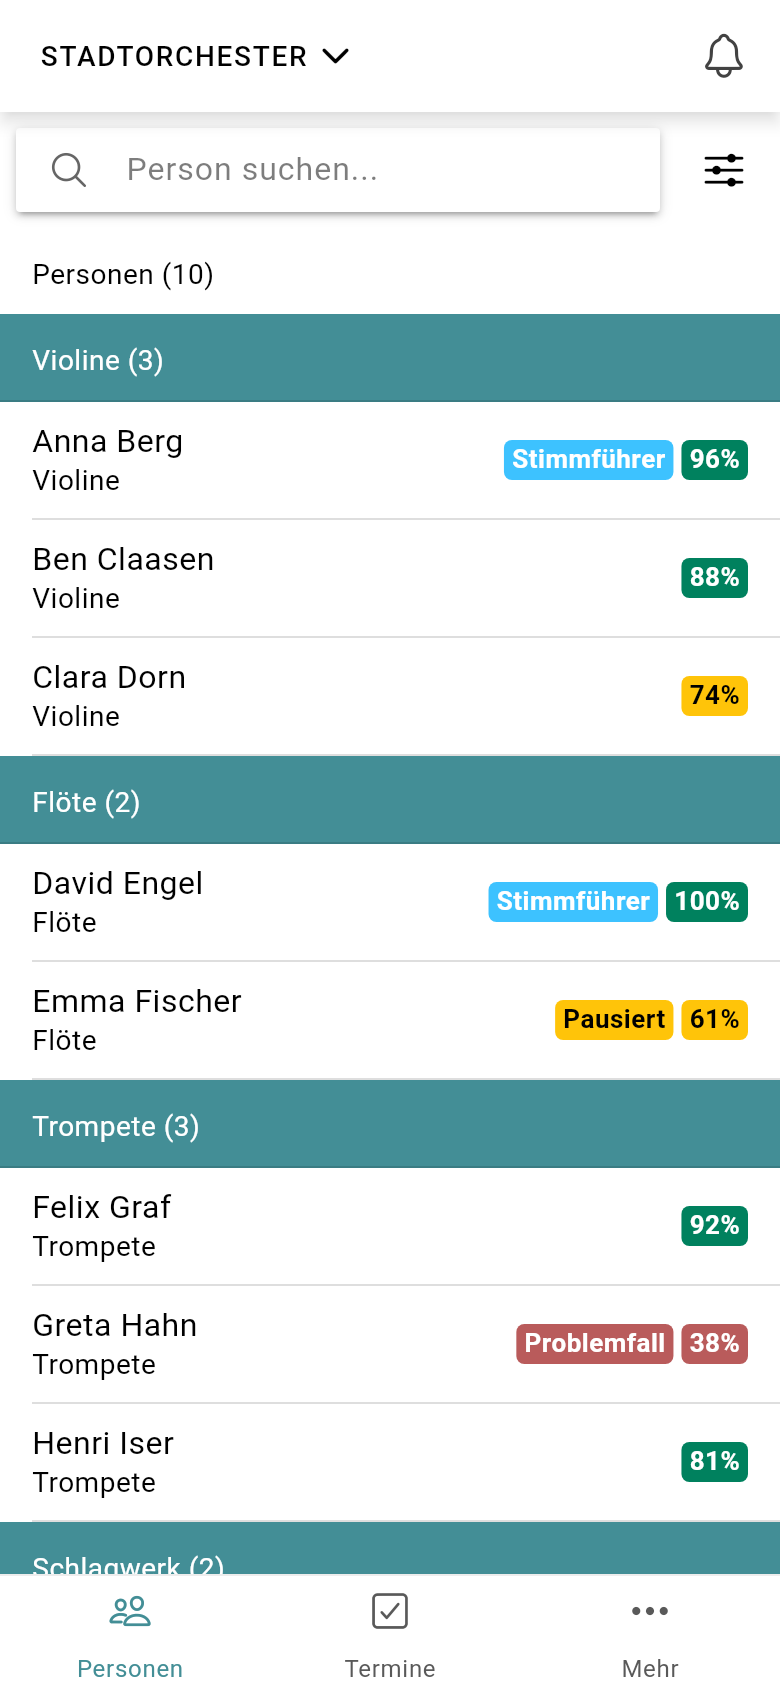 STADTORCHESTER
Person suchen...
Personen (10)
Violine (3)
Anna Berg
Violine
Stimmführer 96%
Ben Claasen
Violine
88%
Clara Dorn
Violine
74%
Flöte (2)
David Engel
Flöte
Stimmführer 100%
Emma Fischer
Flöte
Pausiert 61%
Trompete (3)
Felix Graf
Trompete
92%
Greta Hahn
Trompete
Problemfall 38%
Henri Iser
Trompete
81%
Schlagwerk (2)
Personen
Termine
Mehr